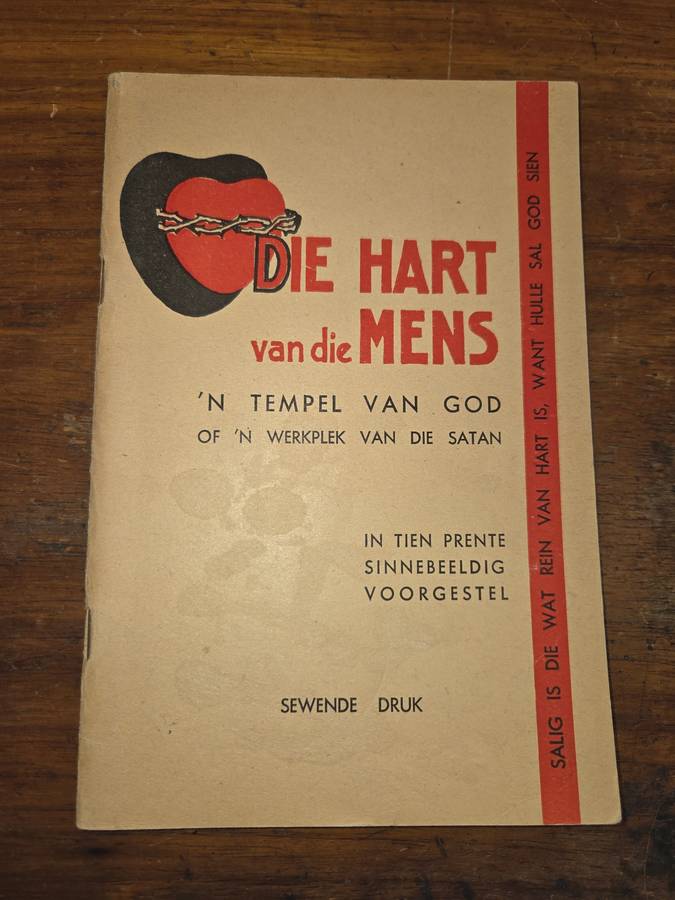 DIE HART
van die MENS
'N TEMPEL VAN GOD
OF 'N WERKPLEK VAN DIE SATAN
IN TIEN PRENTE
SINNEBEELDIG
VOORGESTEL
SEWENDE DRUK
SALIG IS DIE WAT REIN VAN HART IS, WANT HULLE SAL GOD SIEN